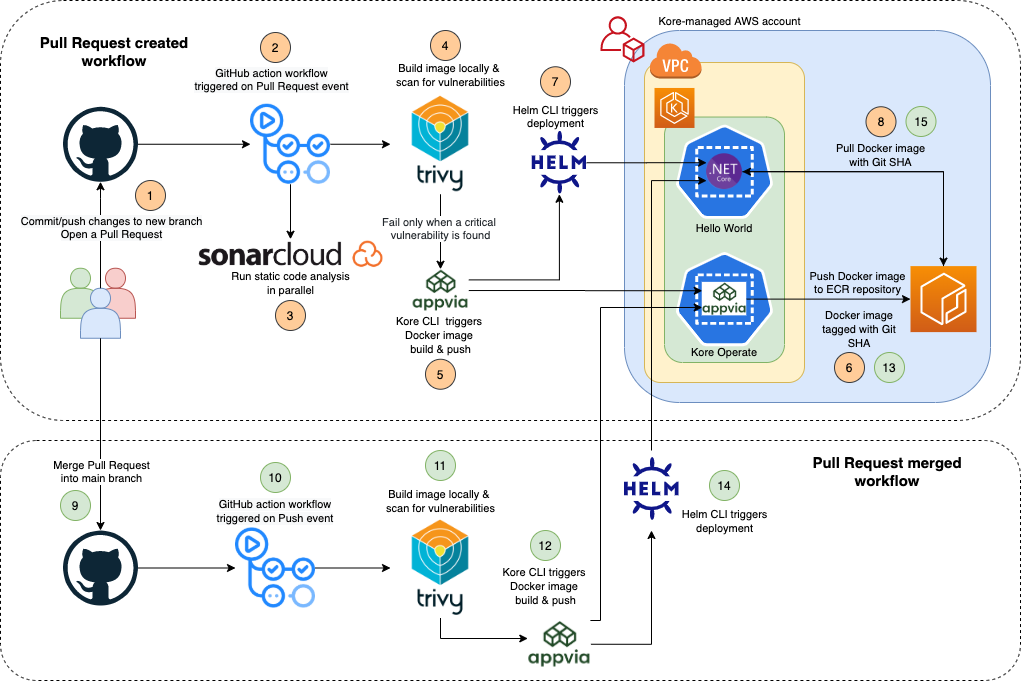 Pull Request created
workflow
2
GitHub action workflow
triggered on Pull Request event
4
Build image locally &
scan for vulnerabilities
trivy
7
Helm CLI triggers
deployment
HELM
Kore-managed AWS account
VPC
K
.NET
Core
Hello World
8
15
Pull Docker image
with Git SHA
1
Commit/push changes to new branch
Open a Pull Request
sonarcloud
Run static code analysis
in parallel
3
Fail only when a critical
vulnerability is found
appvia
Kore CLI triggers
Docker image
build & push
5
appvia
Kore Operate
Push Docker image
to ECR repository
Docker image
tagged with Git
SHA
6
13
Merge Pull Request
into main branch
9
10
GitHub action workflow
triggered on Push event
11
Build image locally &
scan for vulnerabilities
trivy
12
Kore CLI triggers
Docker image
build & push
appvia
HELM
14
Helm CLI triggers
deployment
Pull Request merged
workflow